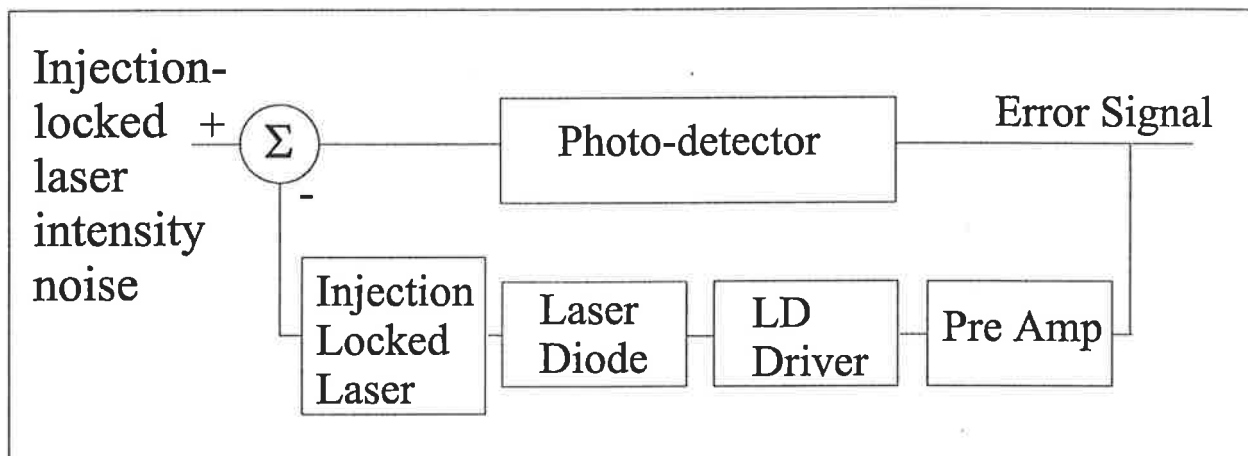 Injection-
locked
laser
intensity
noise
+
Σ
-
Photo-detector
Error Signal
Injection
Locked
Laser
Laser
Diode
LD
Driver
Pre Amp